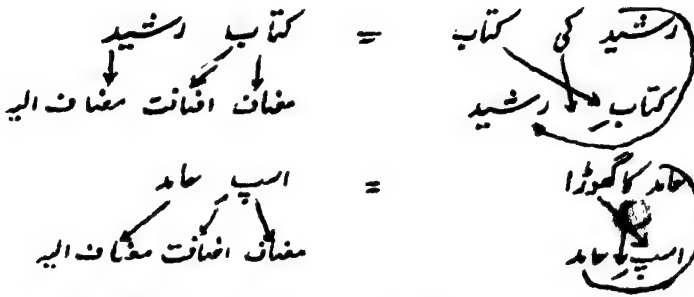 رشید کی کتاب = کتابِ رشید
کتابِ رشید مضاف اضافت مضاف الیہ
حامد کا گھوڑا = اسپِ حامد
اسپِ حامد مضاف اضافت مضاف الیہ